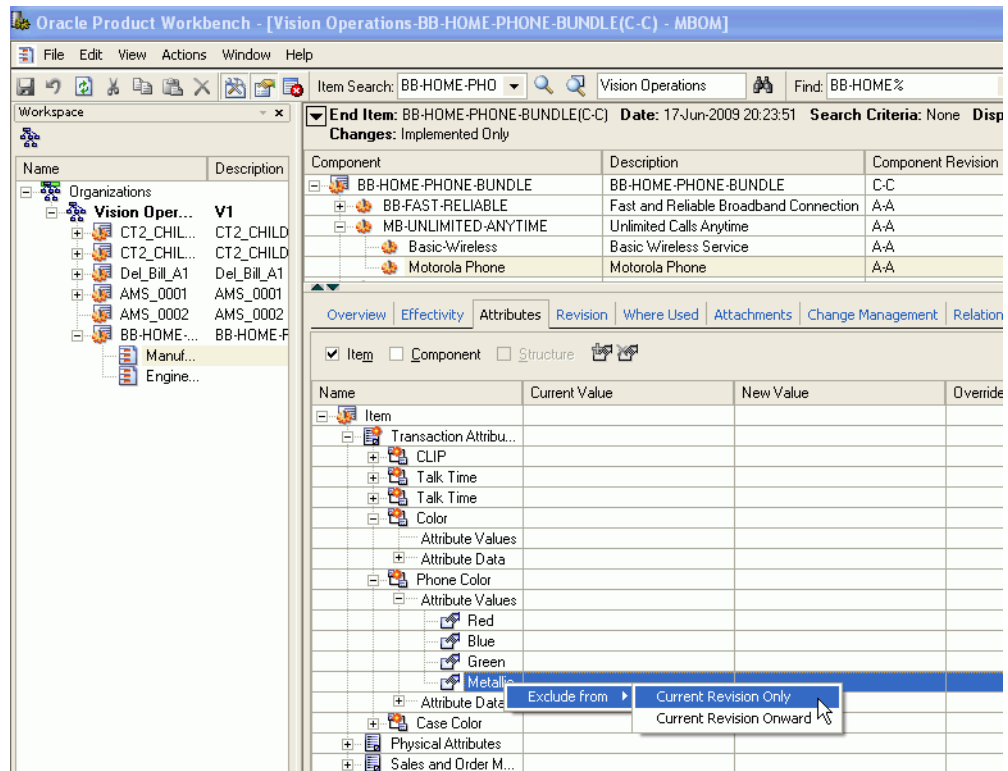 Oracle Product Workbench - [Vision Operations-BB-HOME-PHONE-BUNDLE(C-C) - MBOM]
File Edit View Actions Window Help
Item Search: BB-HOME-PHO Vision Operations Find: BB-HOME%
Workspace
End Item: BB-HOME-PHONE-BUNDLE(C-C) Date: 17-Jun-2009 20:23:51 Search Criteria: None Disp
Changes: Implemented Only
Name Description
Organizations
Vision Oper... V1
CT2_CHIL... CT2_CHILD
CT2_CHIL... CT2_CHILD
Del_Bill_A1 Del_Bill_A1
AMS_0001 AMS_0001
AMS_0002 AMS_0002
BB-HOME-... BB-HOME-P
Manuf...
Engine...
Component Description Component Revision
BB-HOME-PHONE-BUNDLE BB-HOME-PHONE-BUNDLE C-C
BB-FAST-RELIABLE Fast and Reliable Broadband Connection A-A
MB-UNLIMITED-ANYTIME Unlimited Calls Anytime A-A
Basic-Wireless Basic Wireless Service A-A
Motorola Phone Motorola Phone A-A
Overview Effectivity Attributes Revision Where Used Attachments Change Management Relation
Item Component Structure
Name Current Value New Value Override
Item
Transaction Attribu...
CLIP
Talk Time
Talk Time
Color
Attribute Values
Attribute Data
Phone Color
Attribute Values
Red
Blue
Green
Metallic
Exclude from Current Revision Only
Attribute Data Current Revision Onward
Case Color
Physical Attributes
Sales and Order M...